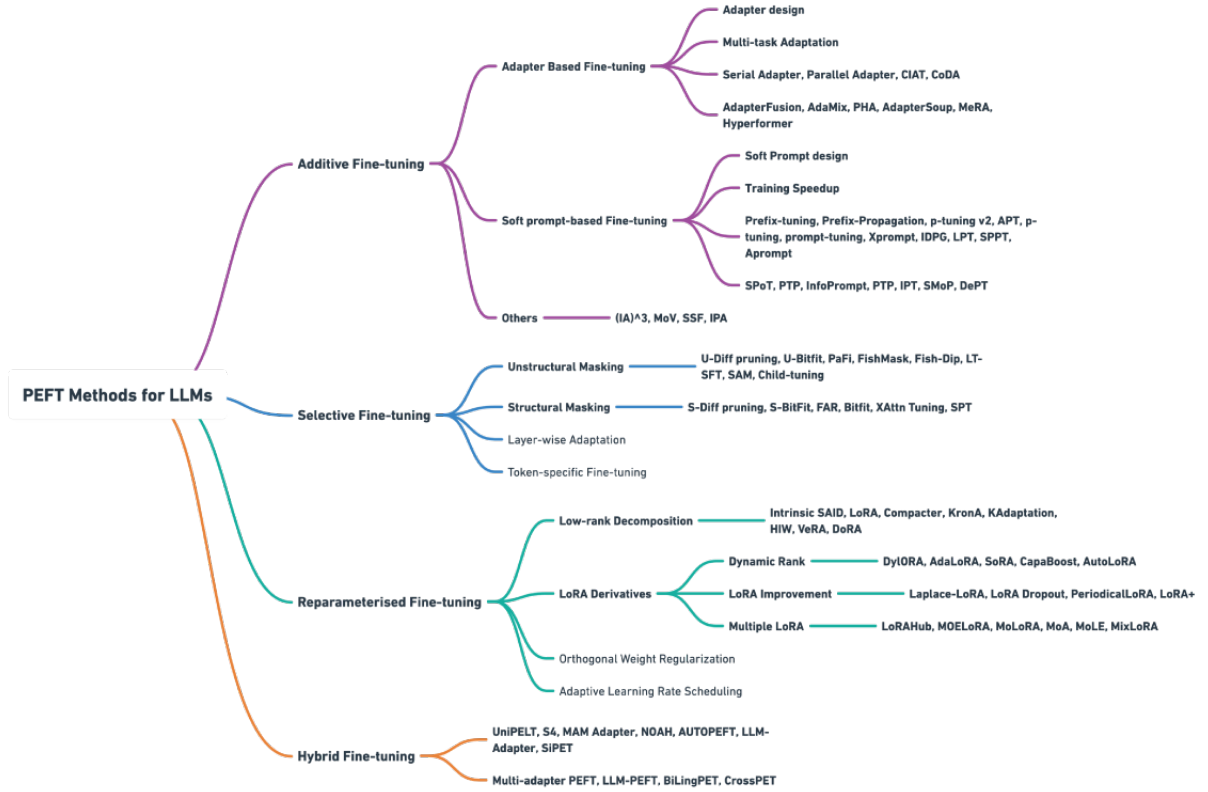 PEFT Methods for LLMs
Additive Fine-tuning
Adapter Based Fine-tuning
Adapter design
Multi-task Adaptation
Serial Adapter, Parallel Adapter, CIAT, CoDA
AdapterFusion, AdaMix, PHA, AdapterSoup, MeRA,
Hyperformer
Soft prompt-based Fine-tuning
Soft Prompt design
Training Speedup
Prefix-tuning, Prefix-Propagation, p-tuning v2, APT, p-
tuning, prompt-tuning, Xprompt, IDPG, LPT, SPPT,
Aprompt
SPoT, PTP, InfoPrompt, PTP, IPT, SMoP, DePT
Others
(IA)^3, MoV, SSF, IPA
Selective Fine-tuning
Unstructural Masking
U-Diff pruning, U-Bitfit, PaFi, FishMask, Fish-Dip, LT-
SFT, SAM, Child-tuning
Structural Masking
S-Diff pruning, S-BitFit, FAR, Bitfit, XAttn Tuning, SPT
Layer-wise Adaptation
Token-specific Fine-tuning
Reparameterised Fine-tuning
Low-rank Decomposition
Intrinsic SAID, LoRA, Compacter, KronA, KAdaptation,
HIW, VeRA, DoRA
LoRA Derivatives
Dynamic Rank
DylORA, AdaLoRA, SoRA, CapaBoost, AutoLoRA
LoRA Improvement
Laplace-LoRA, LoRA Dropout, PeriodicalLoRA, LoRA+
Multiple LoRA
LoRAHub, MOELoRA, MoLoRA, MoA, MoLE, MixLoRA
Orthogonal Weight Regularization
Adaptive Learning Rate Scheduling
Hybrid Fine-tuning
UniPELT, S4, MAM Adapter, NOAH, AUTOPEFT, LLM-
Adapter, SiPET
Multi-adapter PEFT, LLM-PEFT, BiLingPET, CrossPET